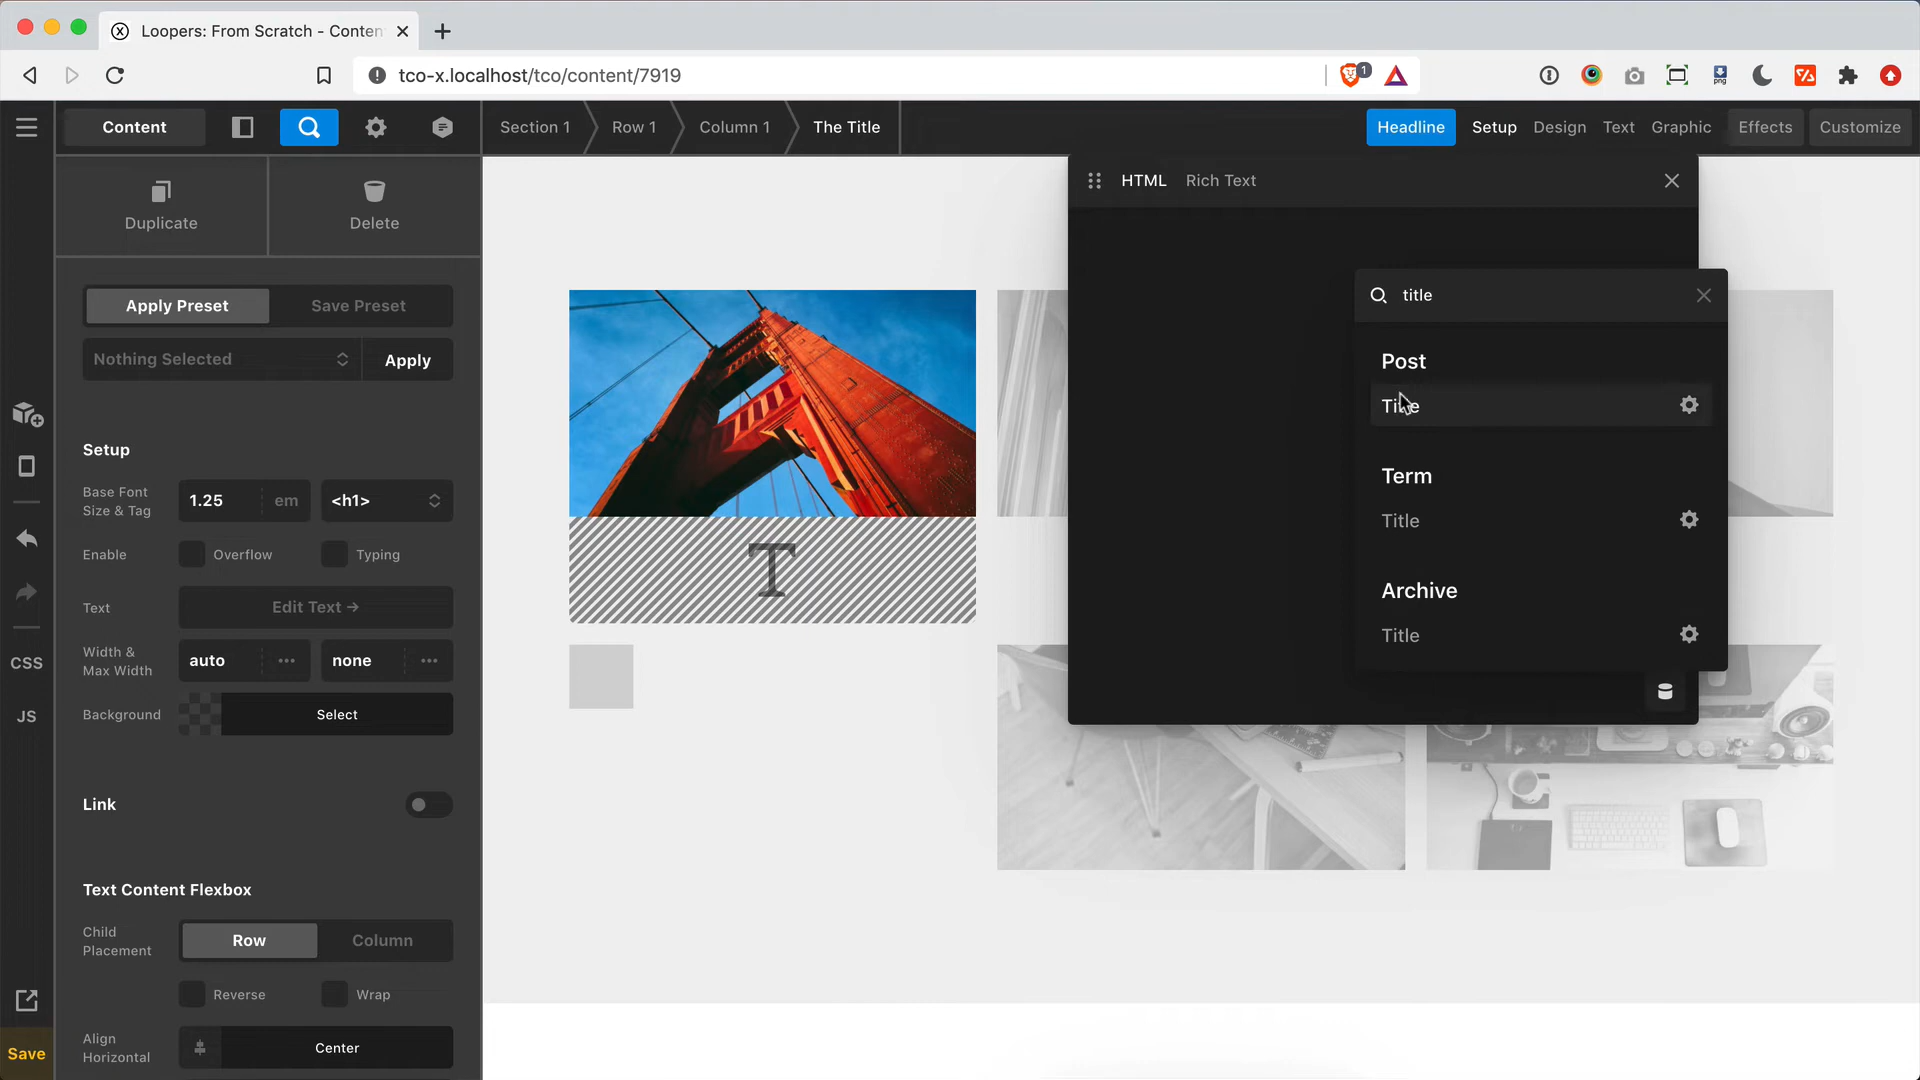 Loopers: From Scratch - Conten
tco-x.localhost/tco/content/7919
1
png
Content
Section 1
Row 1
Column 1
The Title
Headline
Setup
Design
Text
Graphic
Effects
Customize
Duplicate
Delete
HTML
Rich Text
title
Apply Preset
Save Preset
Nothing Selected
Apply
Post
Title
Term
Title
Archive
Title
Setup
Base Font
Size & Tag
1.25
em
<h1>
Enable
Overflow
Typing
Text
Edit Text →
Width &
Max Width
auto
none
Background
Select
Link
Text Content Flexbox
Child
Placement
Row
Column
Reverse
Wrap
Align
Horizontal
Center
CSS
JS
Save
T